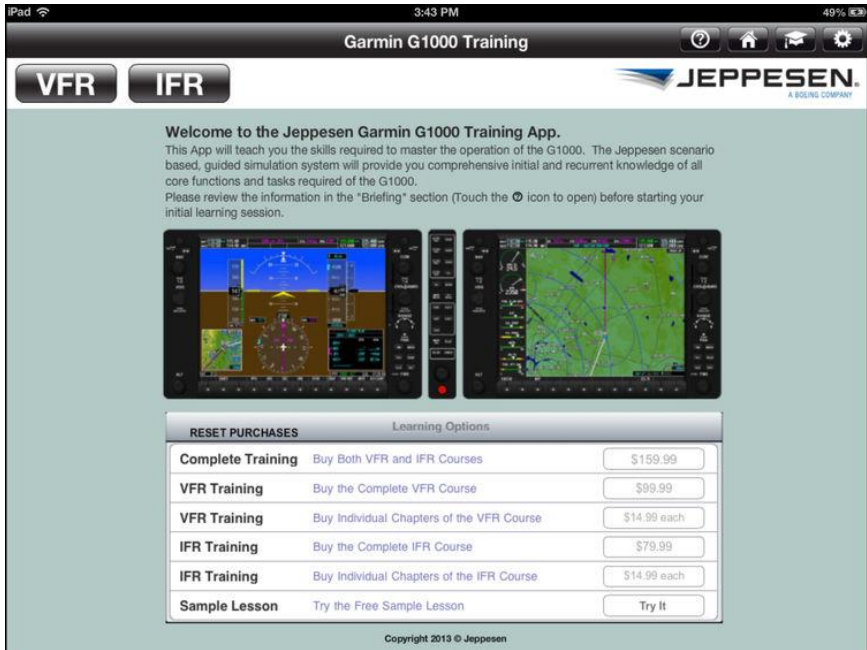 iPad 3:43 PM 49%
Garmin G1000 Training
VFR IFR JEPPESEN.
A BOEING COMPANY
Welcome to the Jeppesen Garmin G1000 Training App.
This App will teach you the skills required to master the operation of the G1000. The Jeppesen scenario
based, guided simulation system will provide you comprehensive initial and recurrent knowledge of all
core functions and tasks required of the G1000.
Please review the information in the "Briefing" section (Touch the ? icon to open) before starting your
initial learning session.
RESET PURCHASES Learning Options
Complete Training Buy Both VFR and IFR Courses $159.99
VFR Training Buy the Complete VFR Course $99.99
VFR Training Buy Individual Chapters of the VFR Course $14.99 each
IFR Training Buy the Complete IFR Course $79.99
IFR Training Buy Individual Chapters of the IFR Course $14.99 each
Sample Lesson Try the Free Sample Lesson Try It
Copyright 2013 © Jeppesen